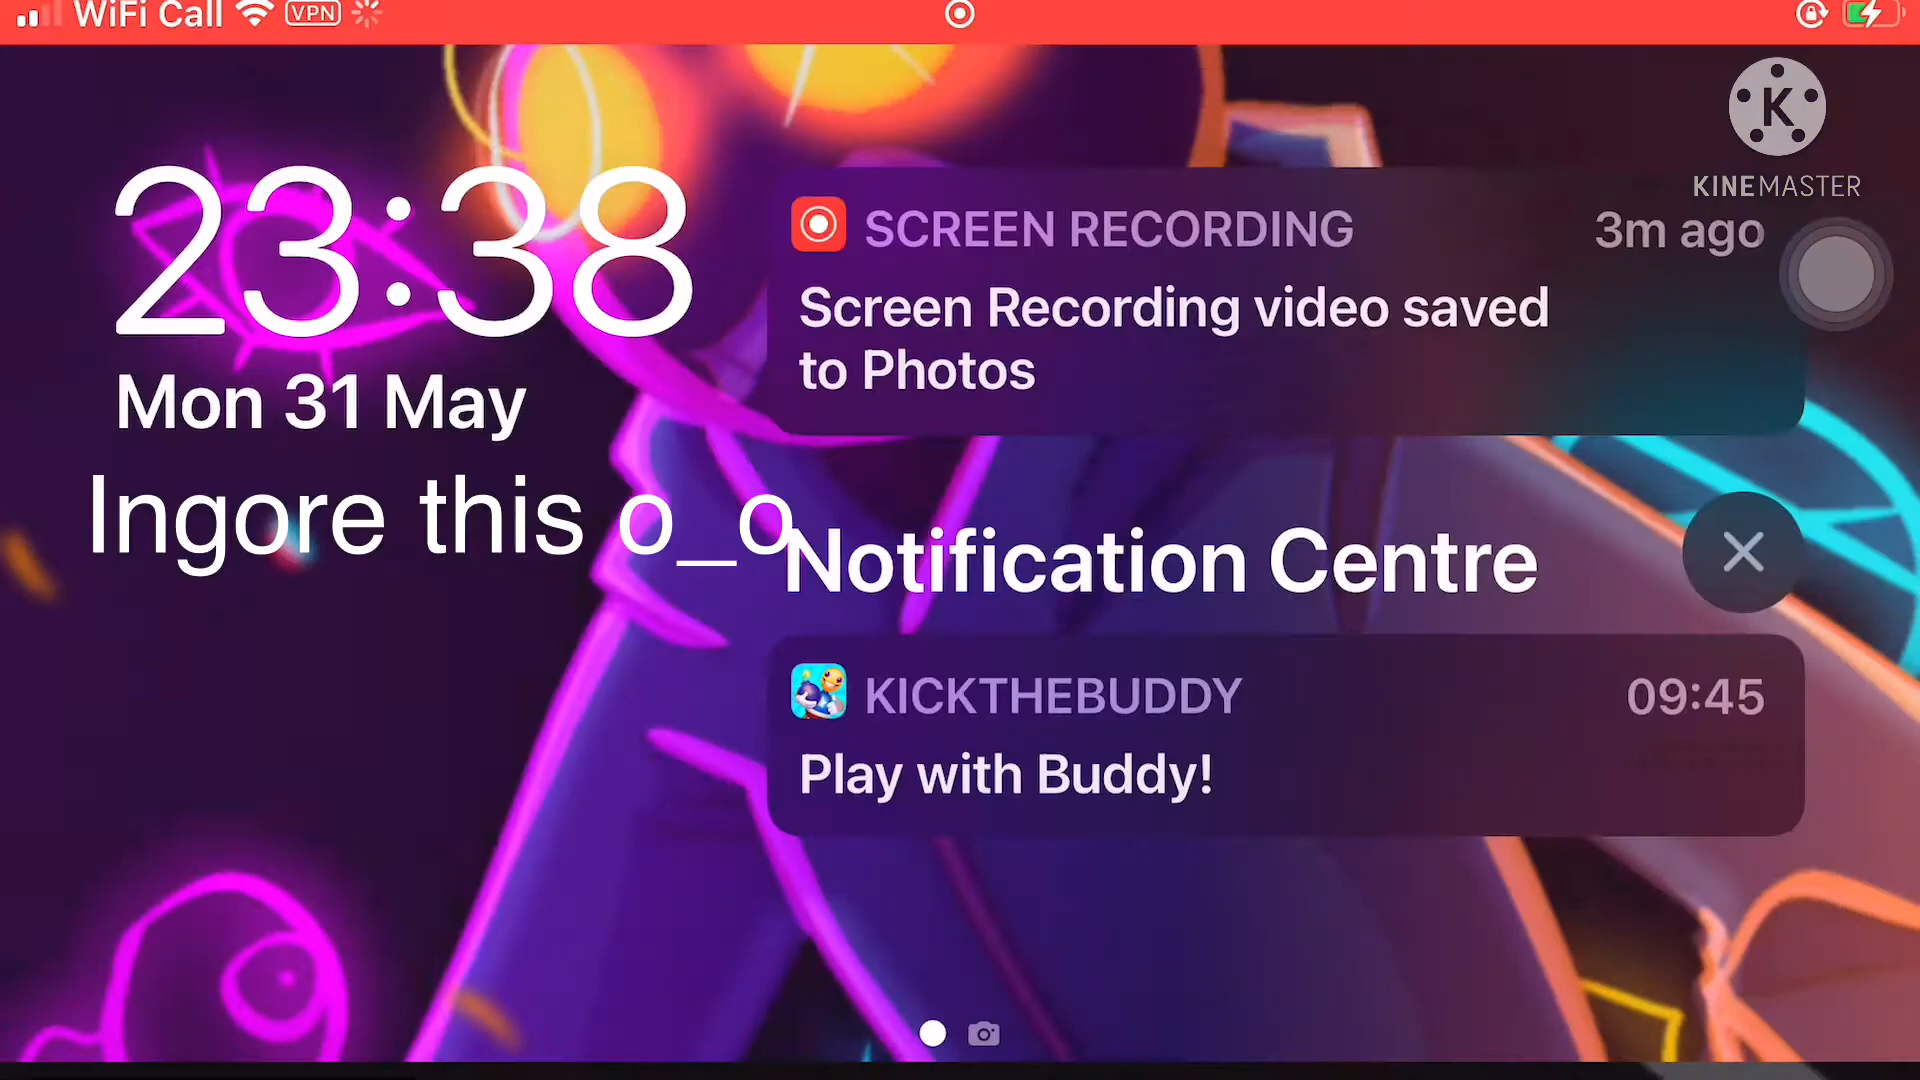 WiFi Call VPN
K
KINEMASTER
23:38
Mon 31 May
Ingore this o_o
SCREEN RECORDING 3m ago
Screen Recording video saved
to Photos
Notification Centre
KICKTHEBUDDY 09:45
Play with Buddy!